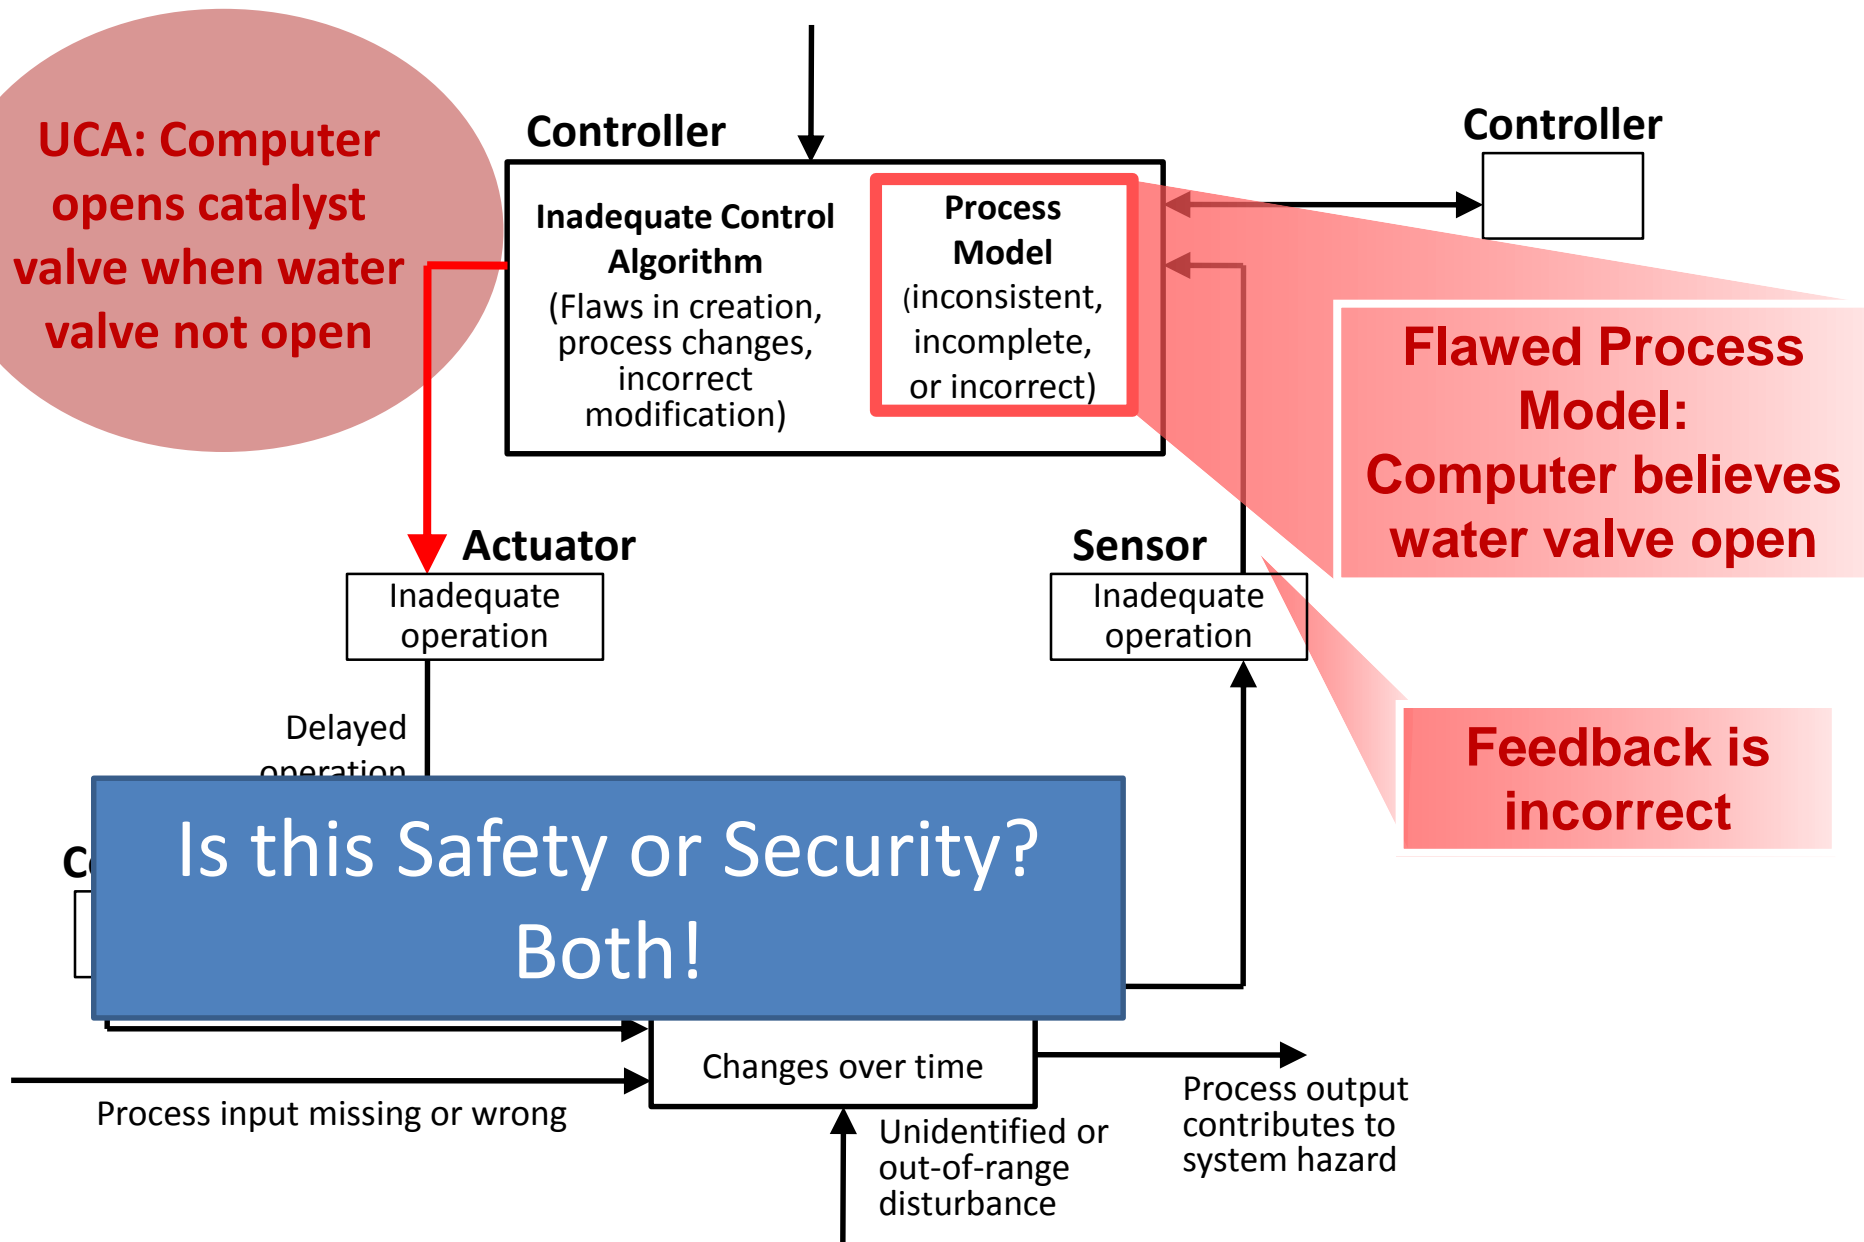 UCA: Computer
opens catalyst
valve when water
valve not open
Controller
Inadequate Control
Algorithm
(Flaws in creation,
process changes,
incorrect
modification)
Process
Model
(inconsistent,
incomplete,
or incorrect)
Controller
Flawed Process
Model:
Computer believes
water valve open
Actuator
Inadequate
operation
Sensor
Inadequate
operation
Delayed
operation
Feedback is
incorrect
Is this Safety or Security?
Both!
Changes over time
Process input missing or wrong
Unidentified or
out-of-range
disturbance
Process output
contributes to
system hazard